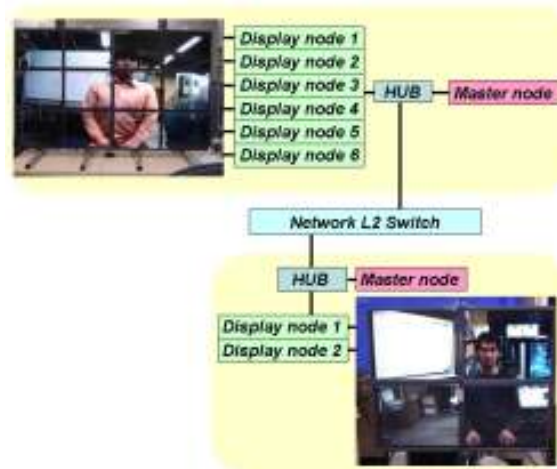 Display node 1
Display node 2
Display node 3
Display node 4
Display node 5
Display node 6
HUB
Master node
Network L2 Switch
HUB
Master node
Display node 1
Display node 2